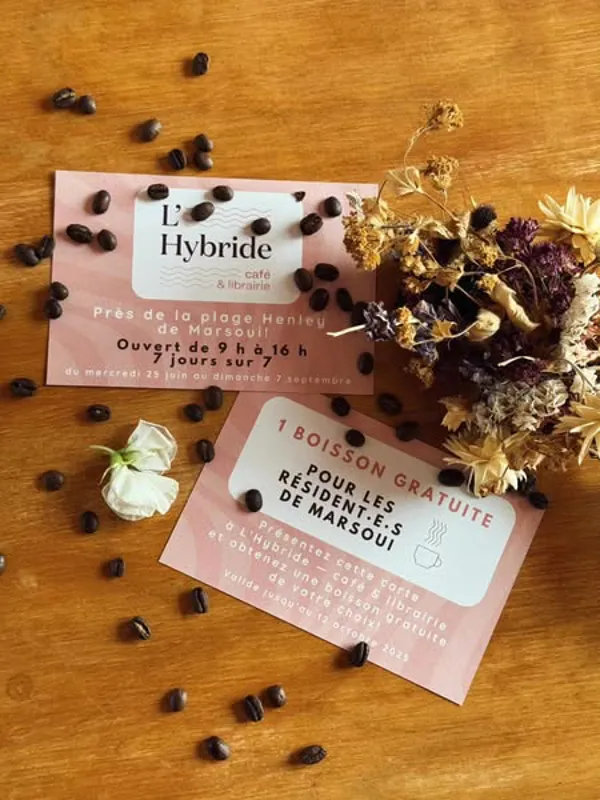 L'
Hybride
café
& librairie
Près de la plage Henley
de Marsoui!
Ouvert de 9 h à 16 h
7 jours sur 7
du mercredi 25 juin au dimanche 7 septembre
1 BOISSON GRATUITE
POUR LES
RÉSIDENT·E·S
DE MARSOUI
Présentez cette carte
à L'Hybride – café & librairie
et obtenez une boisson gratuite
de votre choix!
Valide jusqu'au 12 octobre 2025